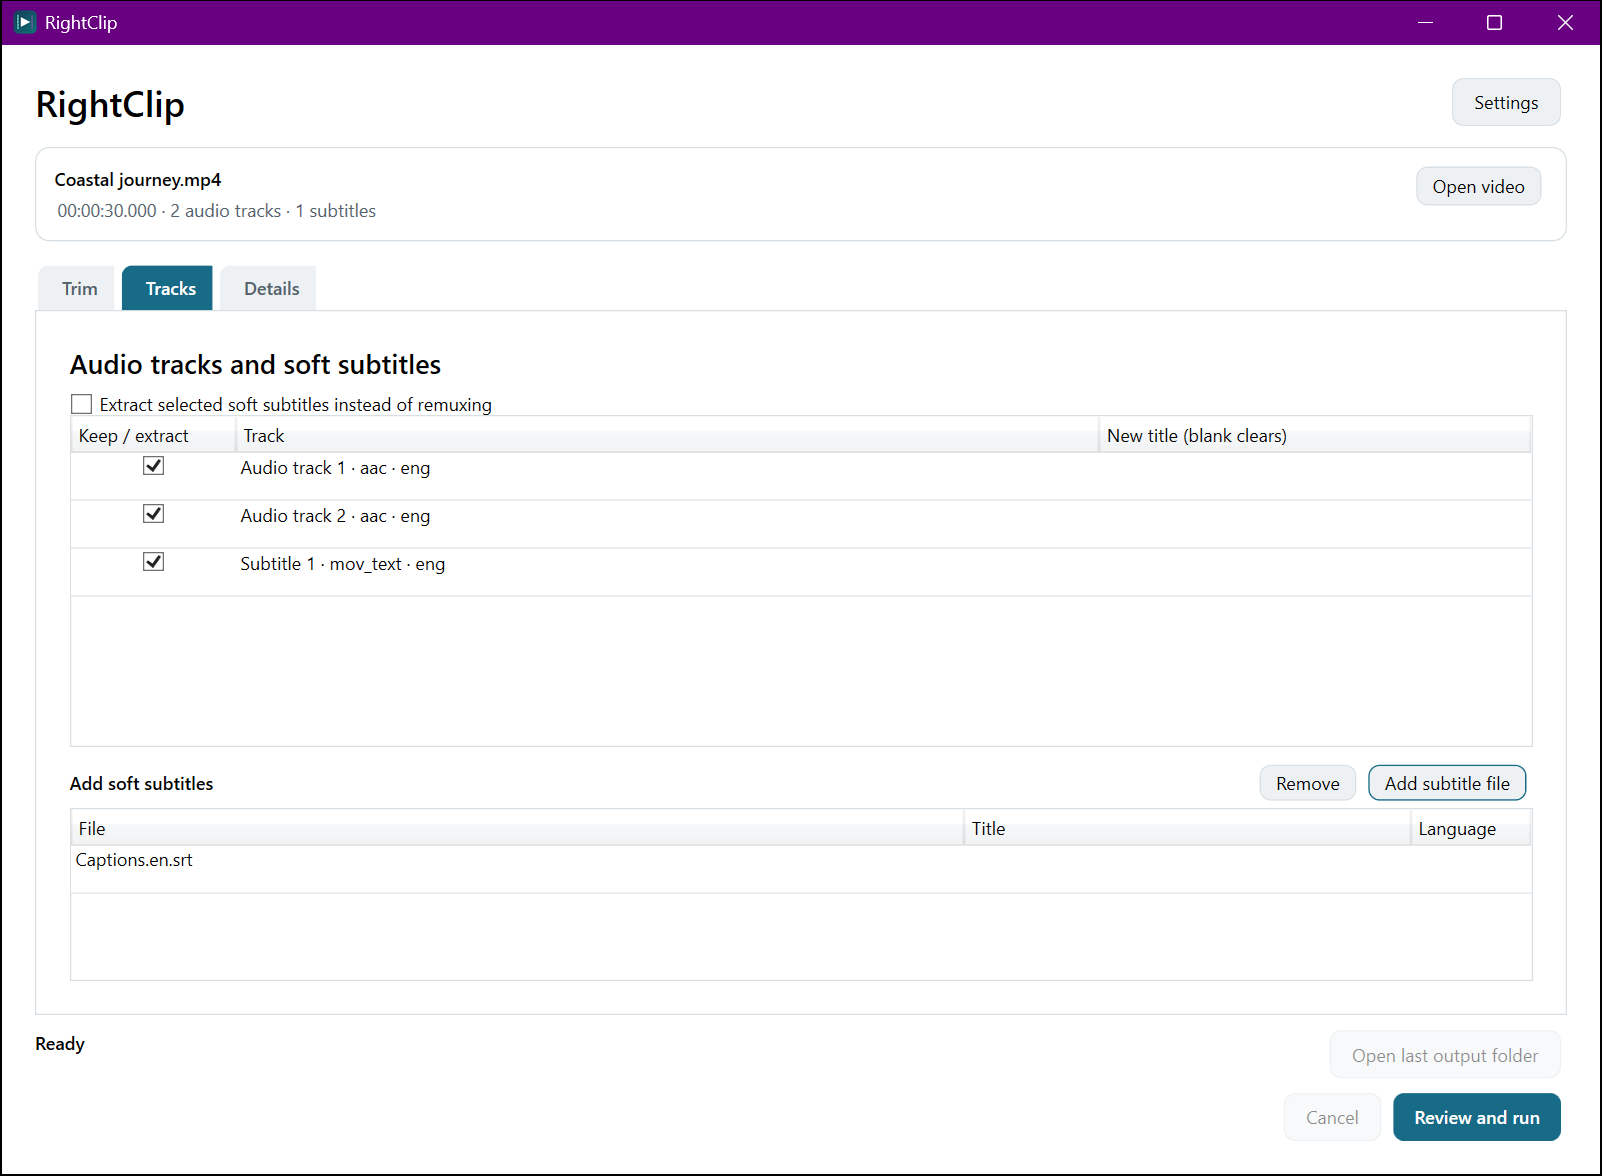 RightClip
RightClip
Settings
Coastal journey.mp4
00:00:30.000 · 2 audio tracks · 1 subtitles
Open video
Trim
Tracks
Details
Audio tracks and soft subtitles
Extract selected soft subtitles instead of remuxing
Keep / extract
Track
New title (blank clears)
Audio track 1 · aac · eng
Audio track 2 · aac · eng
Subtitle 1 · mov_text · eng
Add soft subtitles
Remove
Add subtitle file
File
Title
Language
Captions.en.srt
Ready
Open last output folder
Cancel
Review and run